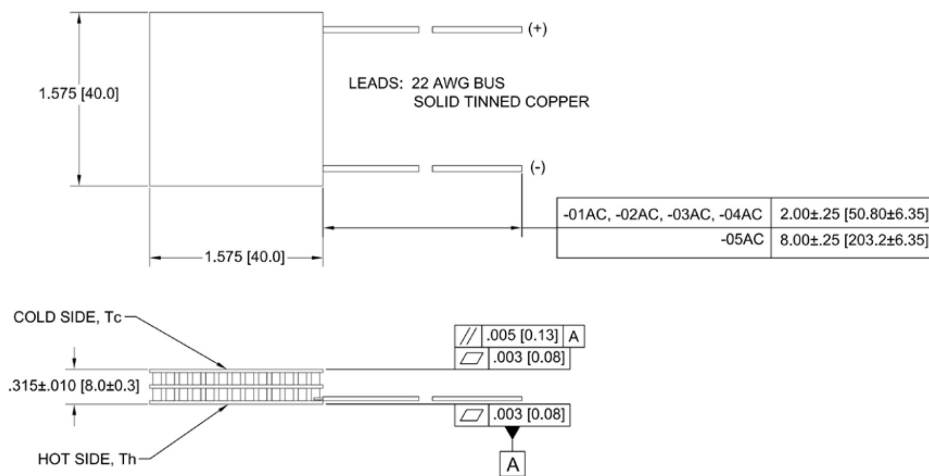 (+)
1.575 [40.0]
LEADS: 22 AWG BUS
SOLID TINNED COPPER
(-)
-01AC, -02AC, -03AC, -04AC 2.00±.25 [50.80±6.35]
-05AC 8.00±.25 [203.2±6.35]
1.575 [40.0]
COLD SIDE, Tc
// .005 [0.13] A
.003 [0.08]
.315±.010 [8.0±0.3]
.003 [0.08]
HOT SIDE, Th
A